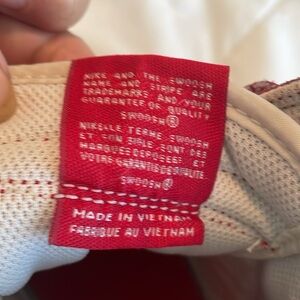 NIKE AND THE SWOOSH
NAME AND STRIPE ARE
TRADEMARKS AND YOUR
GUARANTEE OF QUALITY
SWOOSH®
NIKE LE TERME SWOOSH
ET SON SIGLE SONT DES
MARQUES DEPOSEES ET
VOTRE GARANTIE DE QUALITE
SWOOSH®
MADE IN VIETNAM
FABRIQUE AU VIETNAM